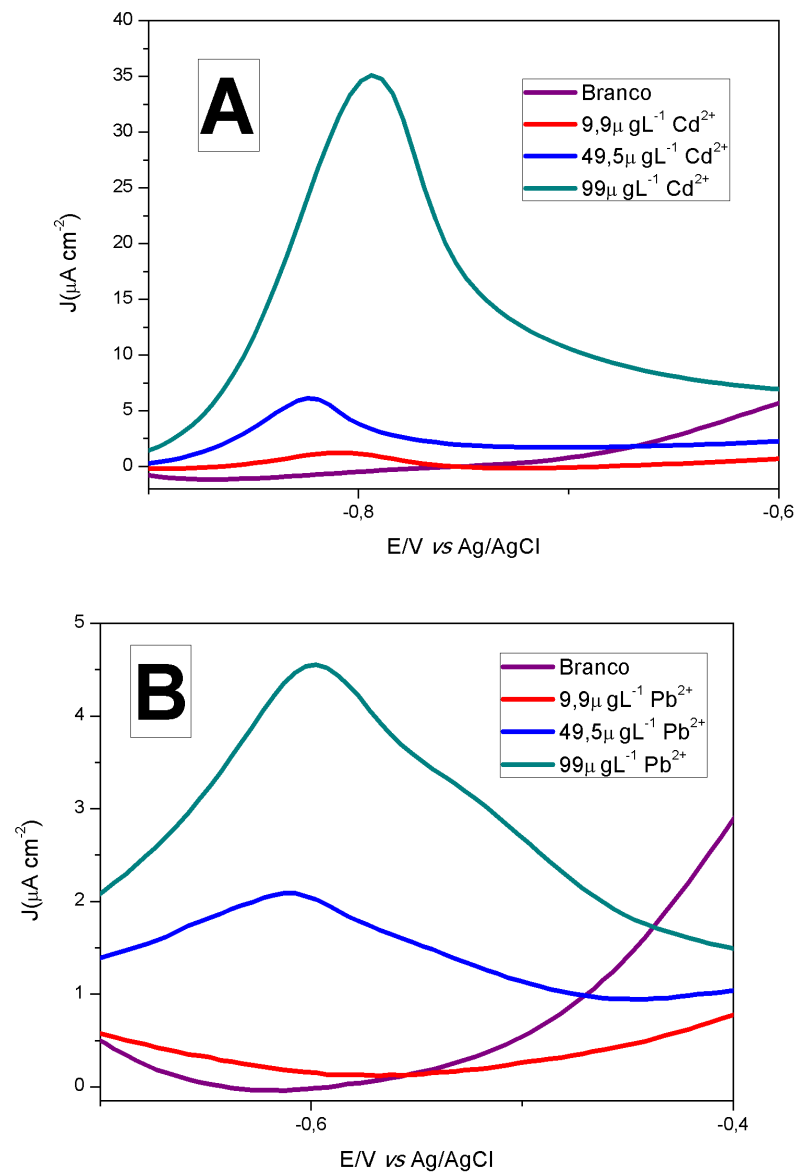 A
Branco
9,9μ gL⁻¹ Cd²⁺
49,5μ gL⁻¹ Cd²⁺
99μ gL⁻¹ Cd²⁺
J(μA cm⁻²)
40
35
30
25
20
15
10
5
0
-0,8
-0,6
E/V vs Ag/AgCl
B
Branco
9,9μ gL⁻¹ Pb²⁺
49,5μ gL⁻¹ Pb²⁺
99μ gL⁻¹ Pb²⁺
J(μA cm⁻²)
5
4
3
2
1
0
-0,6
-0,4
E/V vs Ag/AgCl